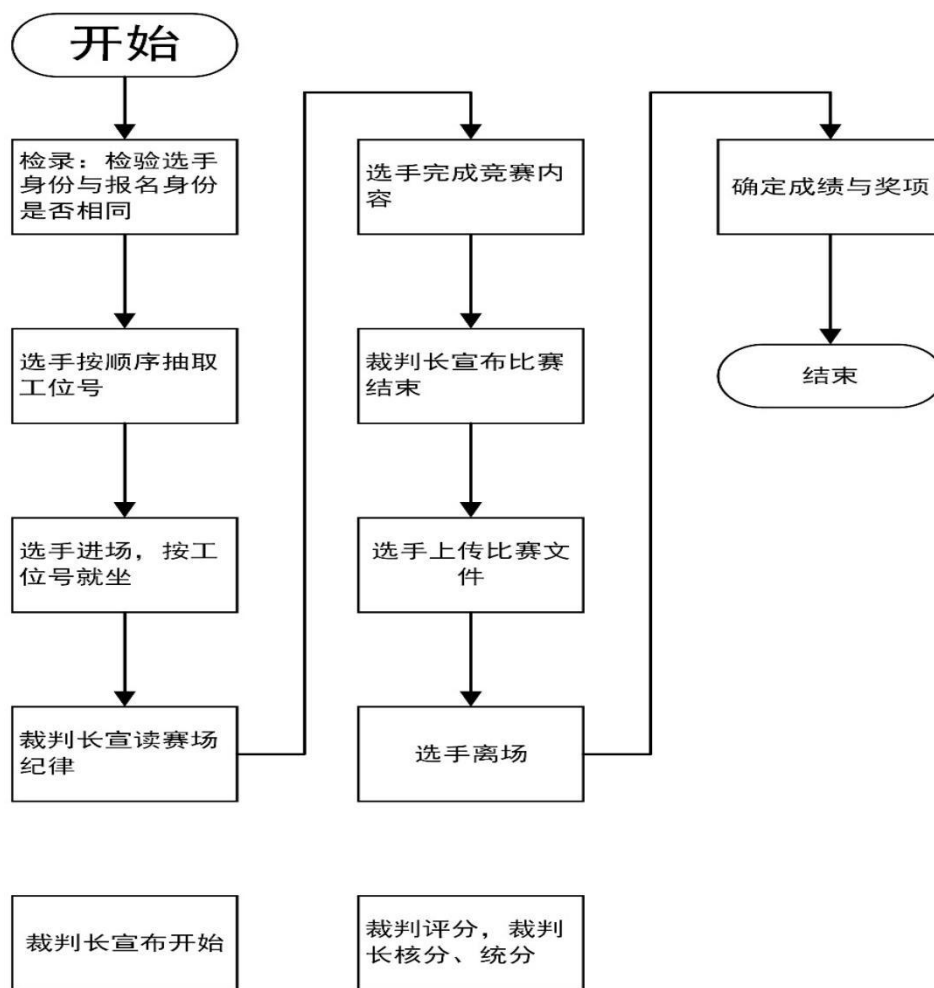 开始
检录：检验选手
身份与报名身份
是否相同
选手按顺序抽取
工位号
选手进场，按工
位号就坐
裁判长宣读赛场
纪律
裁判长宣布开始
选手完成竞赛内
容
裁判长宣布比赛
结束
选手上传比赛文
件
选手离场
裁判评分，裁判
长核分、统分
确定成绩与奖项
结束